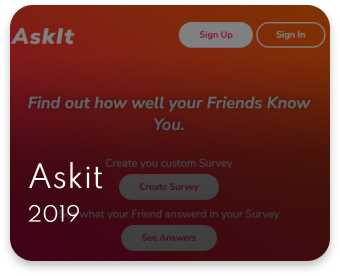 AskIt
Sign Up
Sign In
Find out how well your Friends Know
You.
Create you custom Survey
Askit
Create Survey
2019
what your Friend answerd in your Survey
See Answers